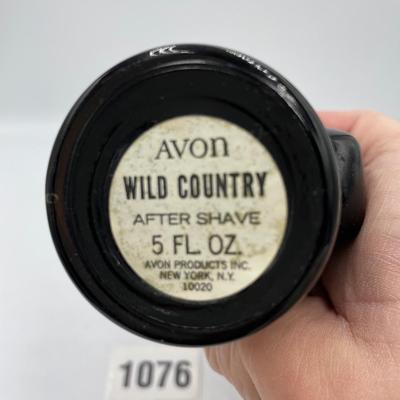 AVON
WILD COUNTRY
AFTER SHAVE
5 FL. OZ.
AVON PRODUCTS INC.
NEW YORK, N.Y.
10020
1076